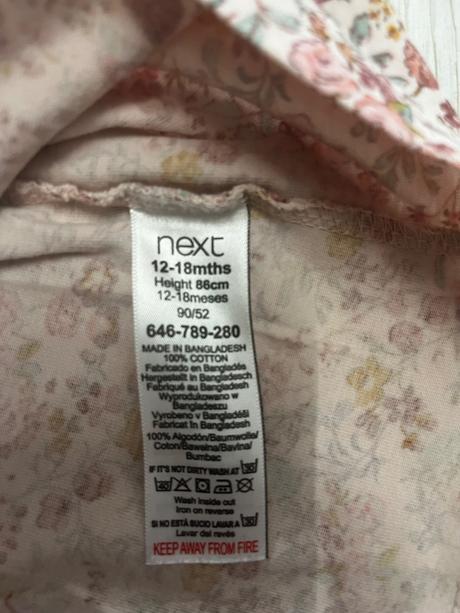 next
12-18mths
Height 86cm
12-18meses
90/52
646-789-280
MADE IN BANGLADESH
100% COTTON
Fabricado en Bangladés
Hergestellt in Bangladesch
Fabriqué au Bangladesh
Wyprodukowano w
Bangladeszu
Vyrobeno v Bangladéši
Fabricat în Bangladesh
100% Algodón/Baumwolle/
Coton/Bawełna/Bavlna/
Bumbac
IF IT'S NOT DIRTY WASH AT 30
40
Wash inside out
Iron on reverse
SI NO ESTÁ SUCIO LAVAR A 30
Lavar del revés
KEEP AWAY FROM FIRE